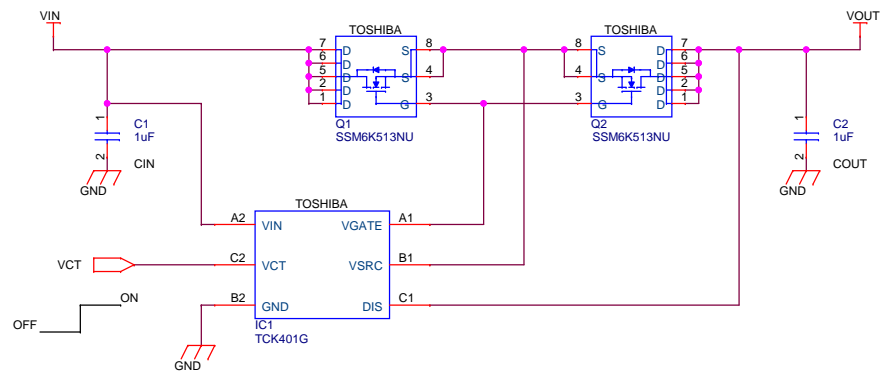 VIN
VOUT
TOSHIBA
TOSHIBA
7 D
6 D
5 D
2 D
1 D
S 8
S 4
G 3
8 S
4 S
3 G
D 7
D 6
D 5
D 2
D 1
Q1
SSM6K513NU
Q2
SSM6K513NU
1
2
C1
1uF
CIN
GND
1
2
C2
1uF
COUT
GND
TOSHIBA
A2 VIN
VGATE A1
VCT
C2 VCT
VSRC B1
B2 GND
DIS C1
ON
OFF
IC1
TCK401G
GND